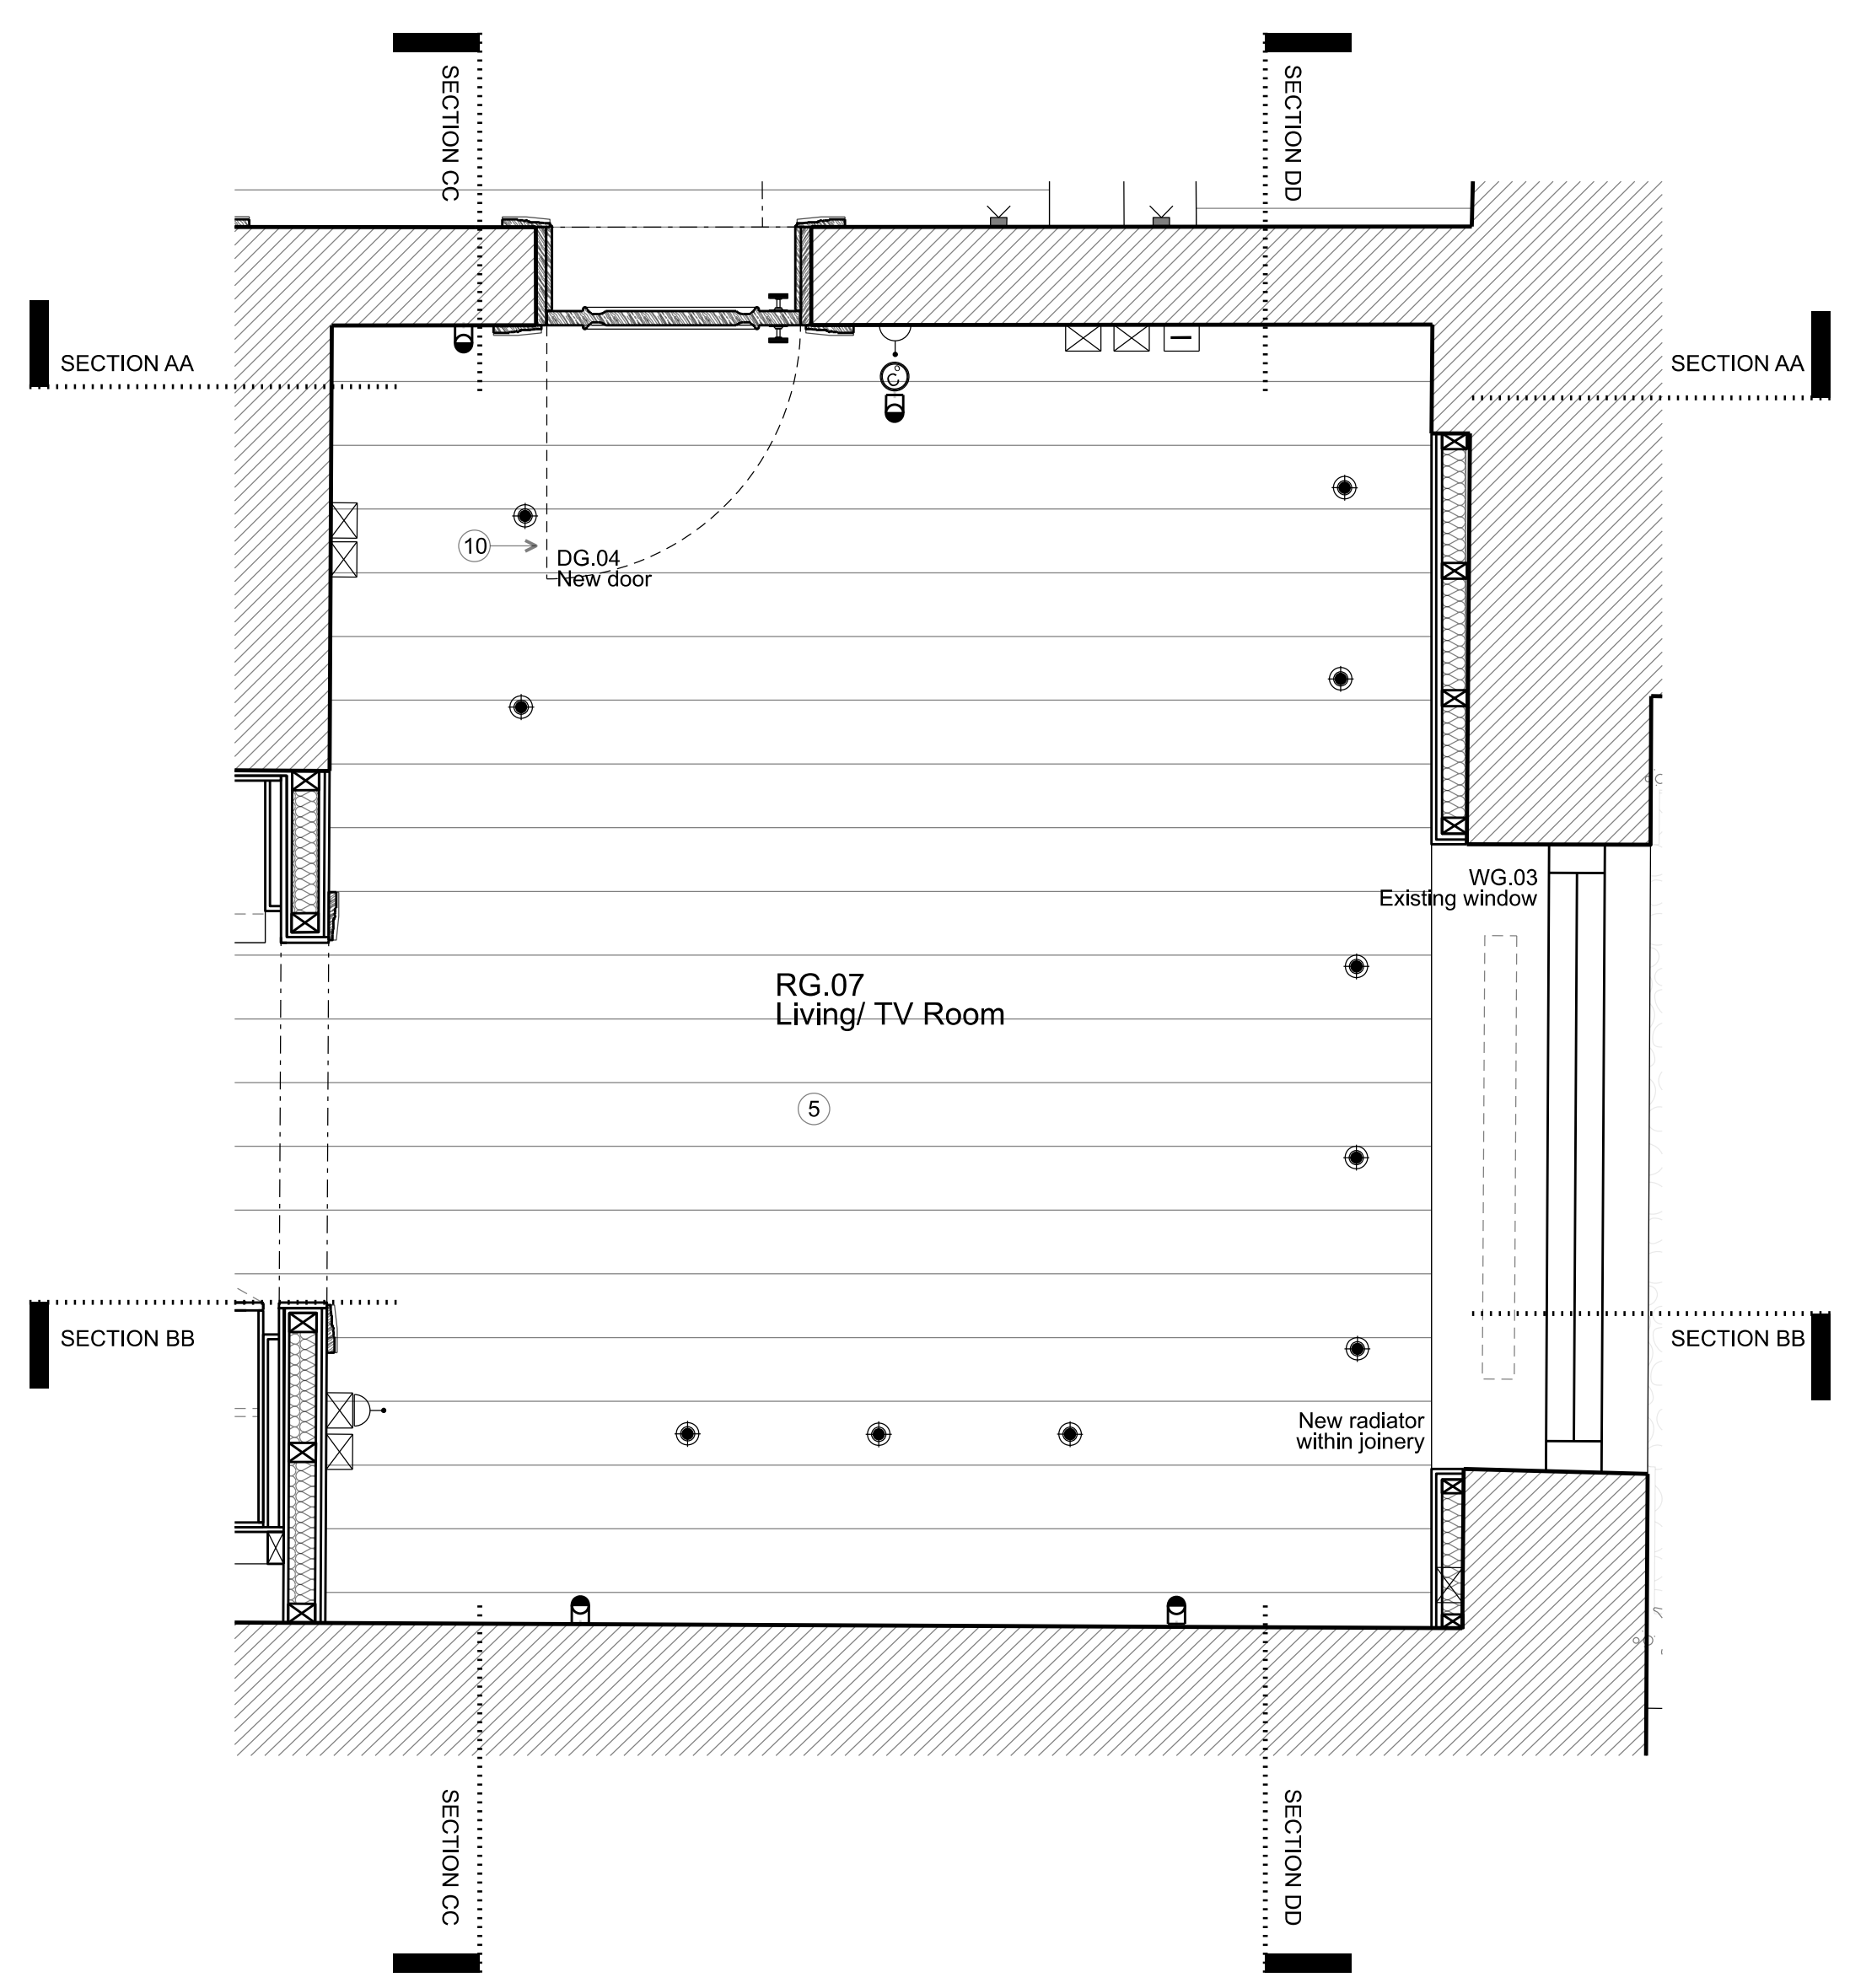 SECTION CC
SECTION DD
SECTION AA
SECTION AA
C°
10
DG.04
New door
WG.03
Existing window
RG.07
Living/ TV Room
5
SECTION BB
SECTION BB
New radiator
within joinery
SECTION CC
SECTION DD